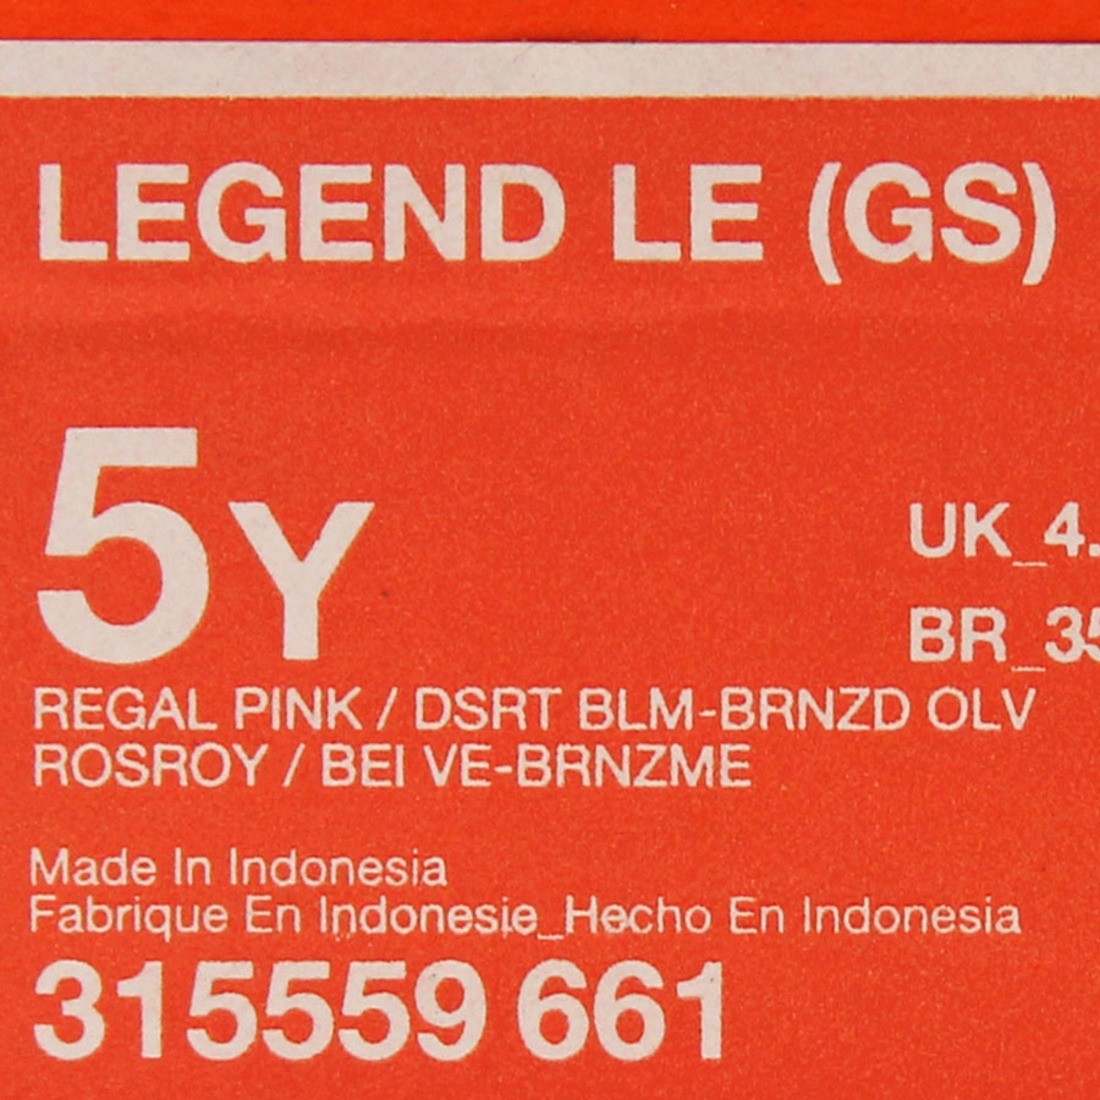 LEGEND LE (GS)
5Y
UK_4.
BR_35
REGAL PINK / DSRT BLM-BRNZD OLV
ROSROY / BEI VE-BRNZME
Made In Indonesia
Fabrique En Indonesie_Hecho En Indonesia
315559 661